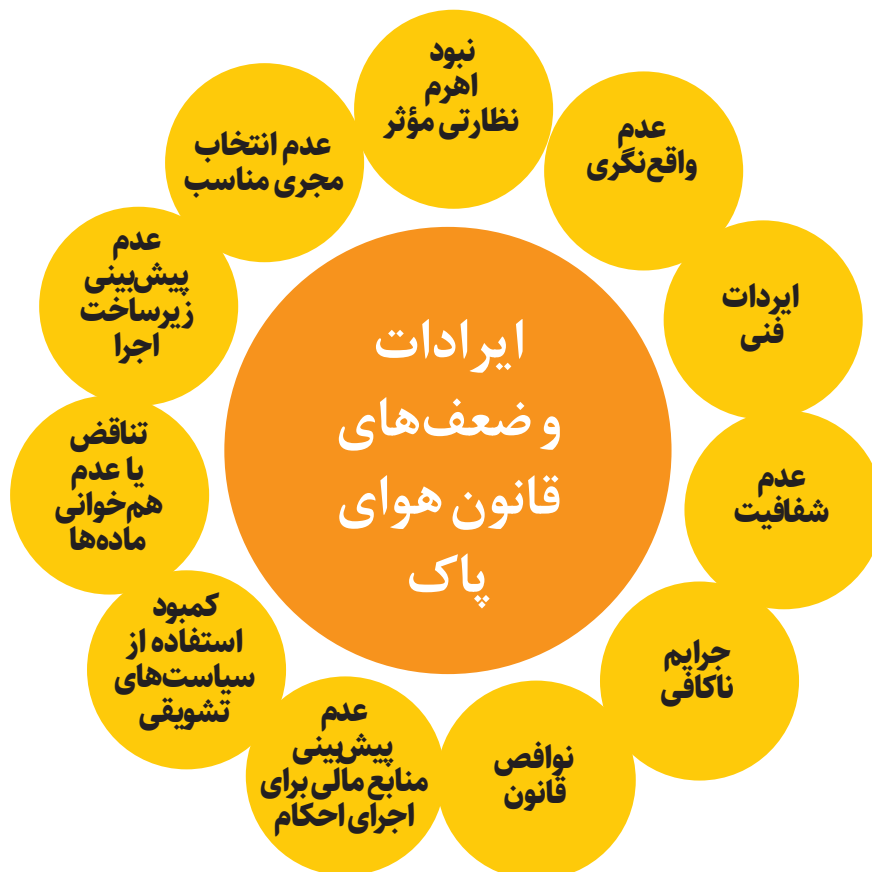 ایرادات
و ضعف‌های
قانون هوای
پاک
نبود
اهرم
نظارتی مؤثر
عدم
واقع‌نگری
ایردات
فنی
عدم
شفافیت
جرایم
ناکافی
نوافص
قانون
عدم
پیش‌بینی
منابع مالی برای
اجرای احکام
کمبود
استفاده از
سیاست‌های
تشویقی
تناقض
یا عدم
هم‌خوانی
ماده‌ها
عدم
پیش‌بینی
زیرساخت
اجرا
عدم انتخاب
مجری مناسب